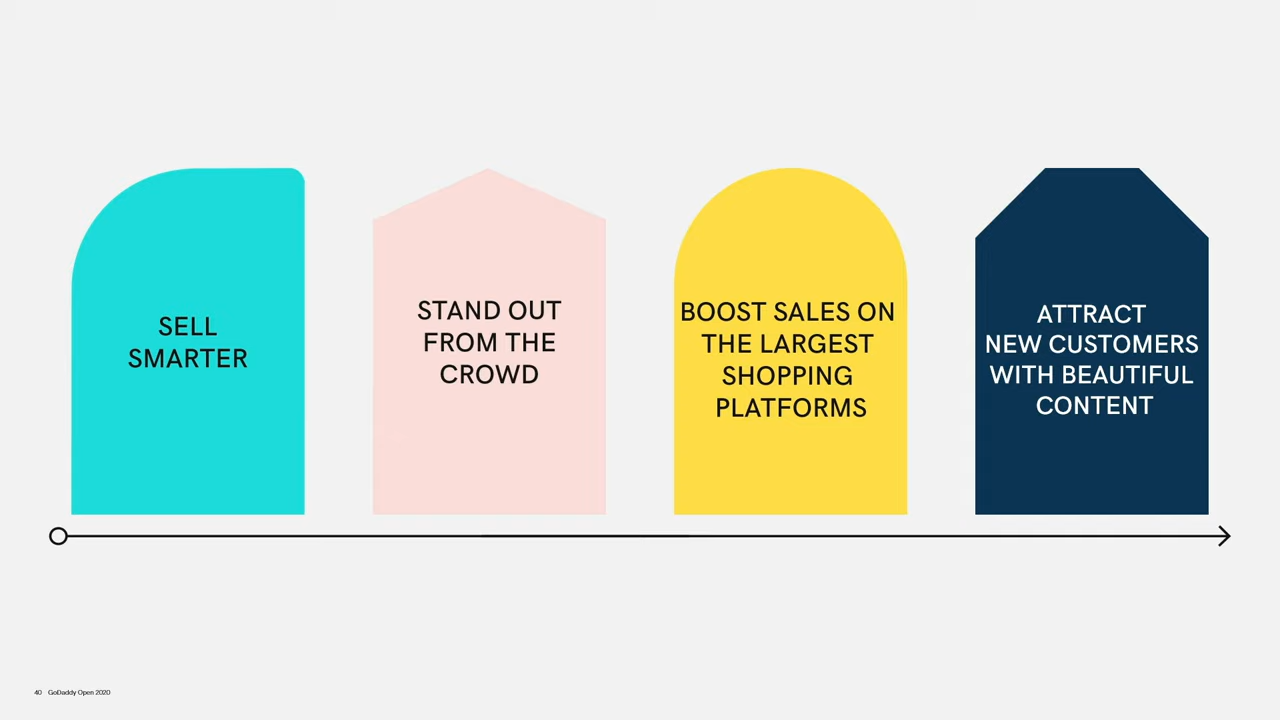 SELL
SMARTER
STAND OUT
FROM THE
CROWD
BOOST SALES ON
THE LARGEST
SHOPPING
PLATFORMS
ATTRACT
NEW CUSTOMERS
WITH BEAUTIFUL
CONTENT
40 GoDaddy Open 2020